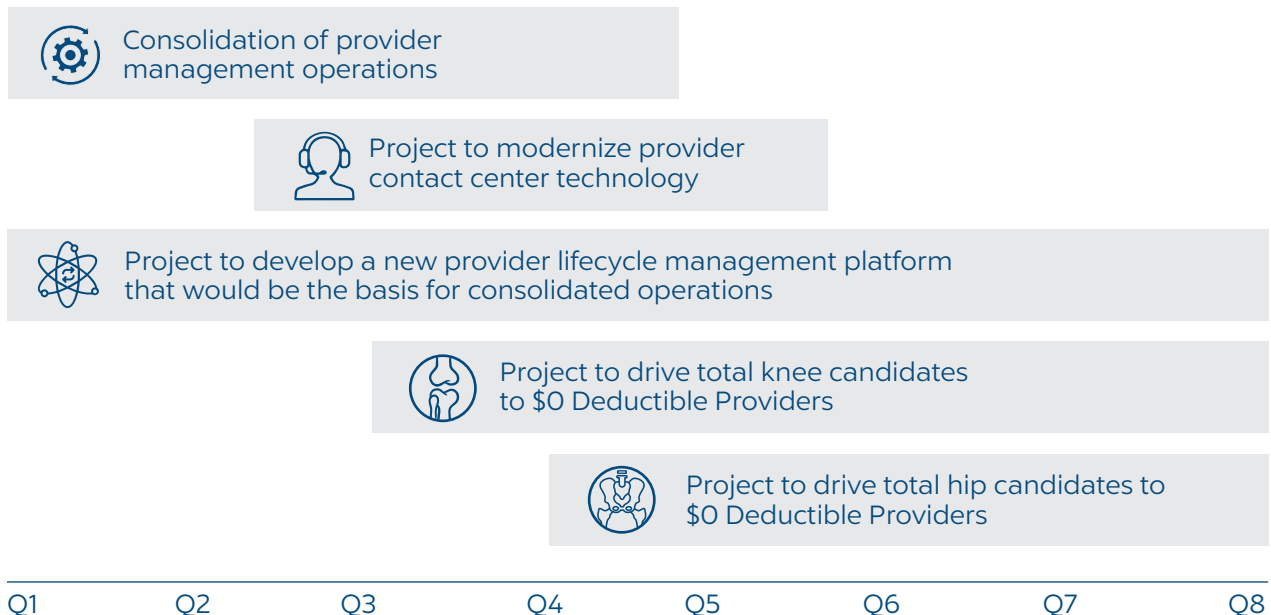 Consolidation of provider
management operations
Project to modernize provider
contact center technology
Project to develop a new provider lifecycle management platform
that would be the basis for consolidated operations
Project to drive total knee candidates
to $0 Deductible Providers
Project to drive total hip candidates to
$0 Deductible Providers
Q1 Q2 Q3 Q4 Q5 Q6 Q7 Q8